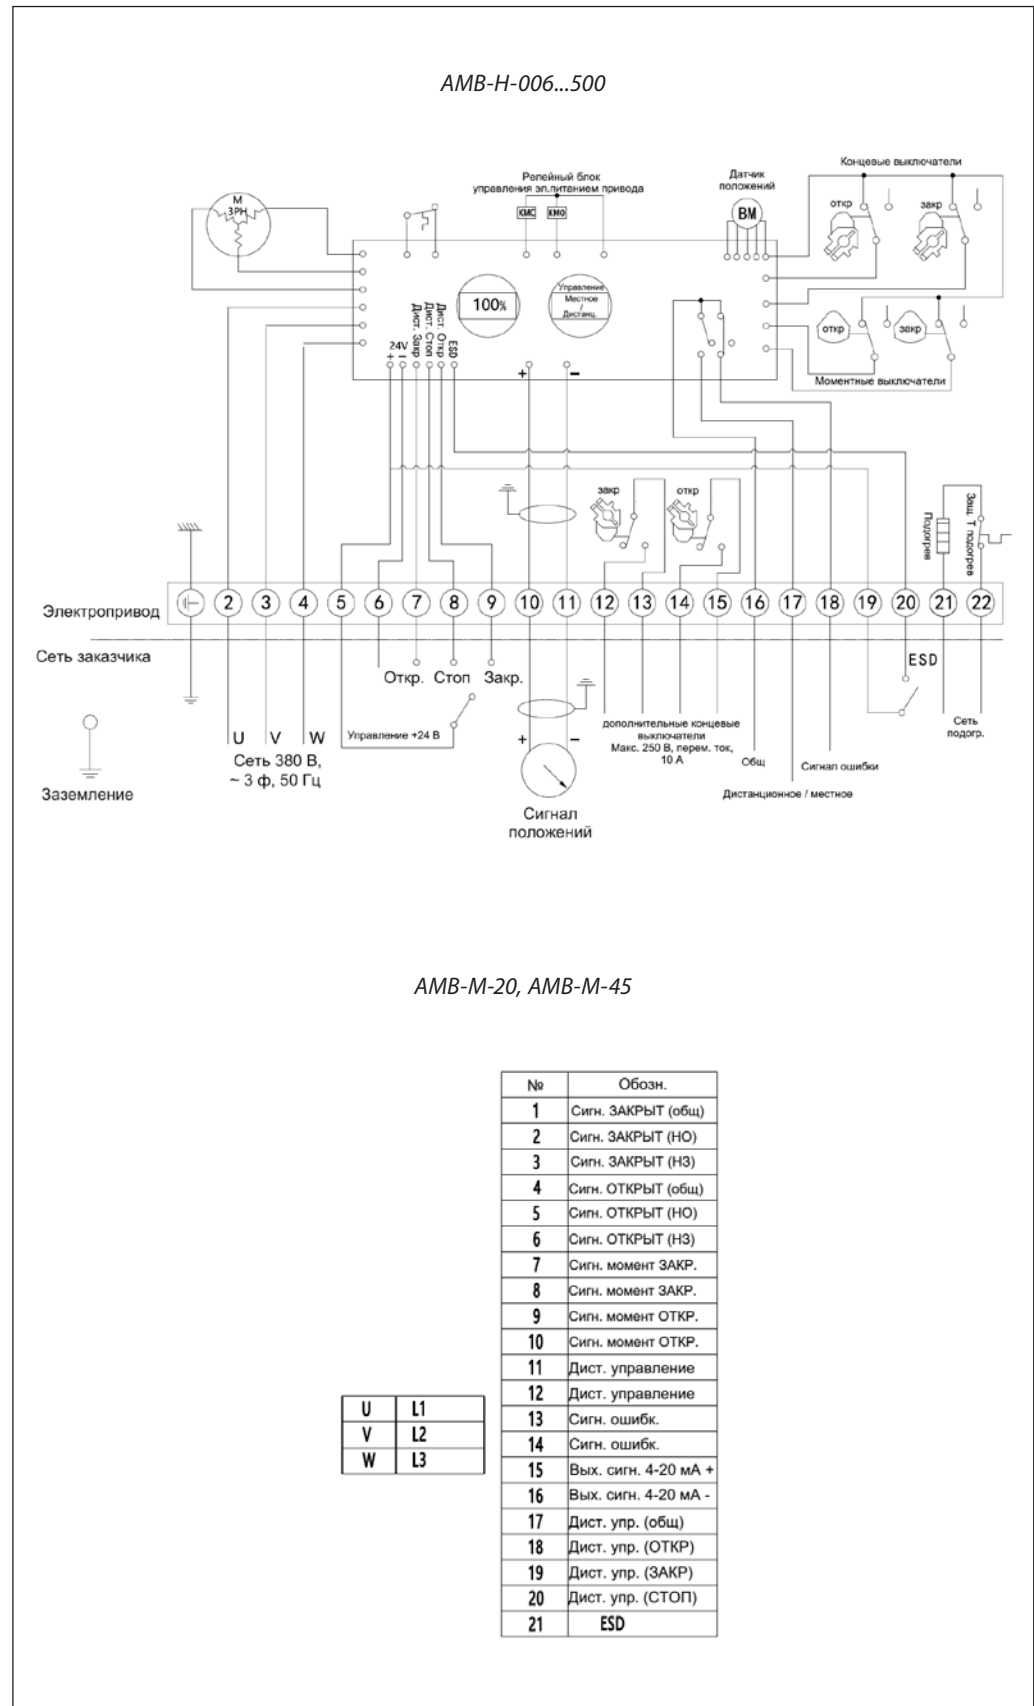 AMB-H-006...500
Концевые выключатели
Релейный блок
управления эл.питанием привода
Датчик
положений
М
3PH
КМС
КМО
BM
откр
закр
100%
Управление
Местное
/
Дистанц.
откр
закр
Моментные выключатели
24V
+
−
Дист. Закр
Дист. Стоп
Дист. Откр
ESD
+
−
закр
откр
Подогрев
Защ. Т подогрев
Электропривод
2 3 4 5 6 7 8 9 10 11 12 13 14 15 16 17 18 19 20 21 22
Сеть заказчика
Откр.
Стоп
Закр.
ESD
U
V
W
Управление +24 В
Сеть 380 В,
~ 3 ф, 50 Гц
Заземление
+
−
Сигнал
положений
дополнительные концевые
выключатели
Макс. 250 В, перем. ток,
10 А
Общ
Дистанционное / местное
Сигнал ошибки
Сеть
подогр.
AMB-M-20, AMB-M-45
U L1
V L2
W L3
№ Обозн.
1 Сигн. ЗАКРЫТ (общ)
2 Сигн. ЗАКРЫТ (НО)
3 Сигн. ЗАКРЫТ (НЗ)
4 Сигн. ОТКРЫТ (общ)
5 Сигн. ОТКРЫТ (НО)
6 Сигн. ОТКРЫТ (НЗ)
7 Сигн. момент ЗАКР.
8 Сигн. момент ЗАКР.
9 Сигн. момент ОТКР.
10 Сигн. момент ОТКР.
11 Дист. управление
12 Дист. управление
13 Сигн. ошибк.
14 Сигн. ошибк.
15 Вых. сигн. 4-20 мА +
16 Вых. сигн. 4-20 мА -
17 Дист. упр. (общ)
18 Дист. упр. (ОТКР)
19 Дист. упр. (ЗАКР)
20 Дист. упр. (СТОП)
21 ESD